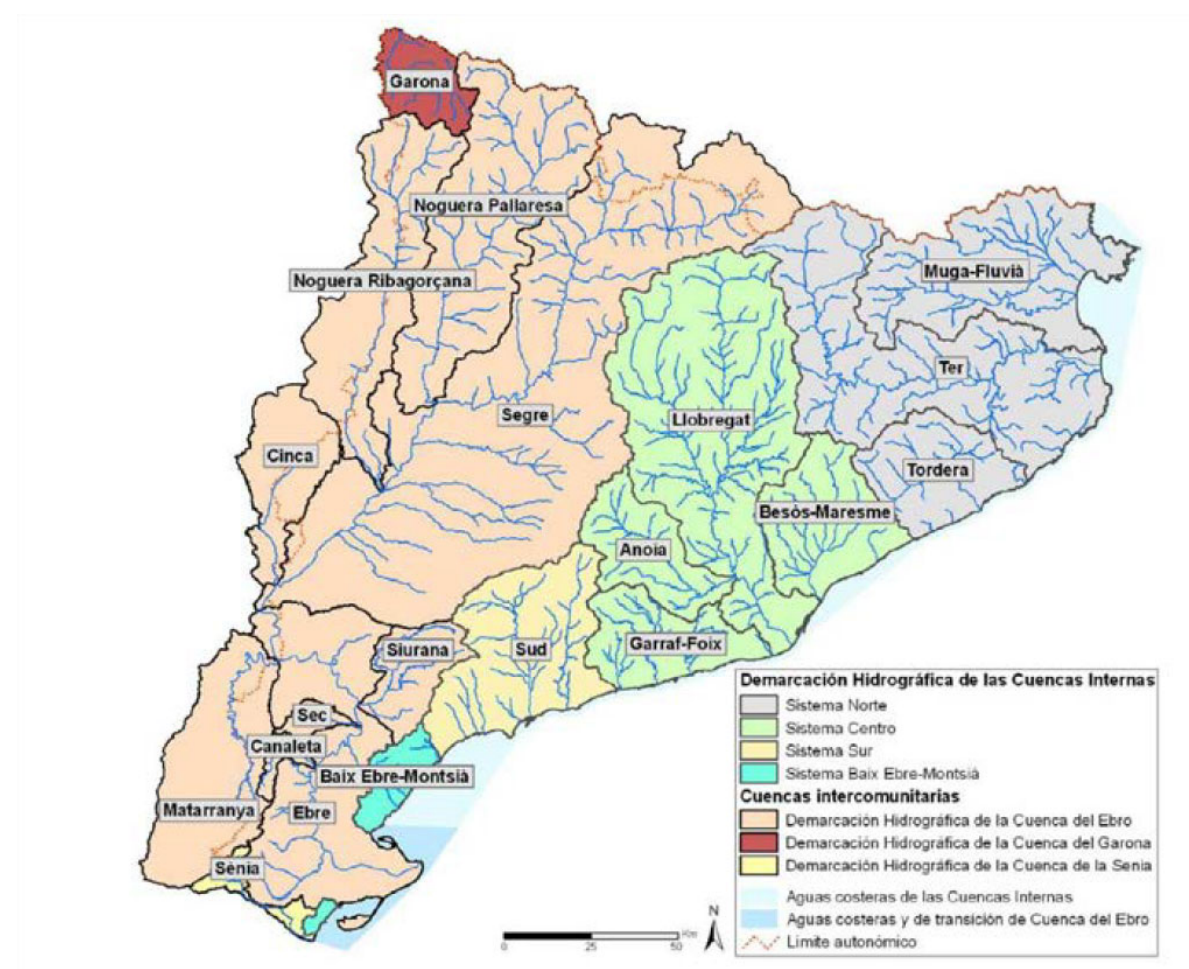 Garona
Noguera Pallaresa
Muga-Fluvià
Noguera Ribagorçana
Ter
Segre
Llobregat
Cinca
Tordera
Besòs-Maresme
Anoia
Siurana
Sud
Garraf-Foix
Sec
Canaleta
Baix Ebre-Montsià
Matarranya
Ebre
Sènia
Demarcación Hidrográfica de las Cuencas Internas
Sistema Norte
Sistema Centro
Sistema Sur
Sistema Baix Ebre-Montsià
Cuencas intercomunitarias
Demarcación Hidrográfica de la Cuenca del Ebro
Demarcación Hidrográfica de la Cuenca del Garona
Demarcación Hidrográfica de la Cuenca de la Senia
Aguas costeras de las Cuencas Internas
Aguas costeras y de transición de Cuenca del Ebro
Limite autonómico
N
Km
0 25 50